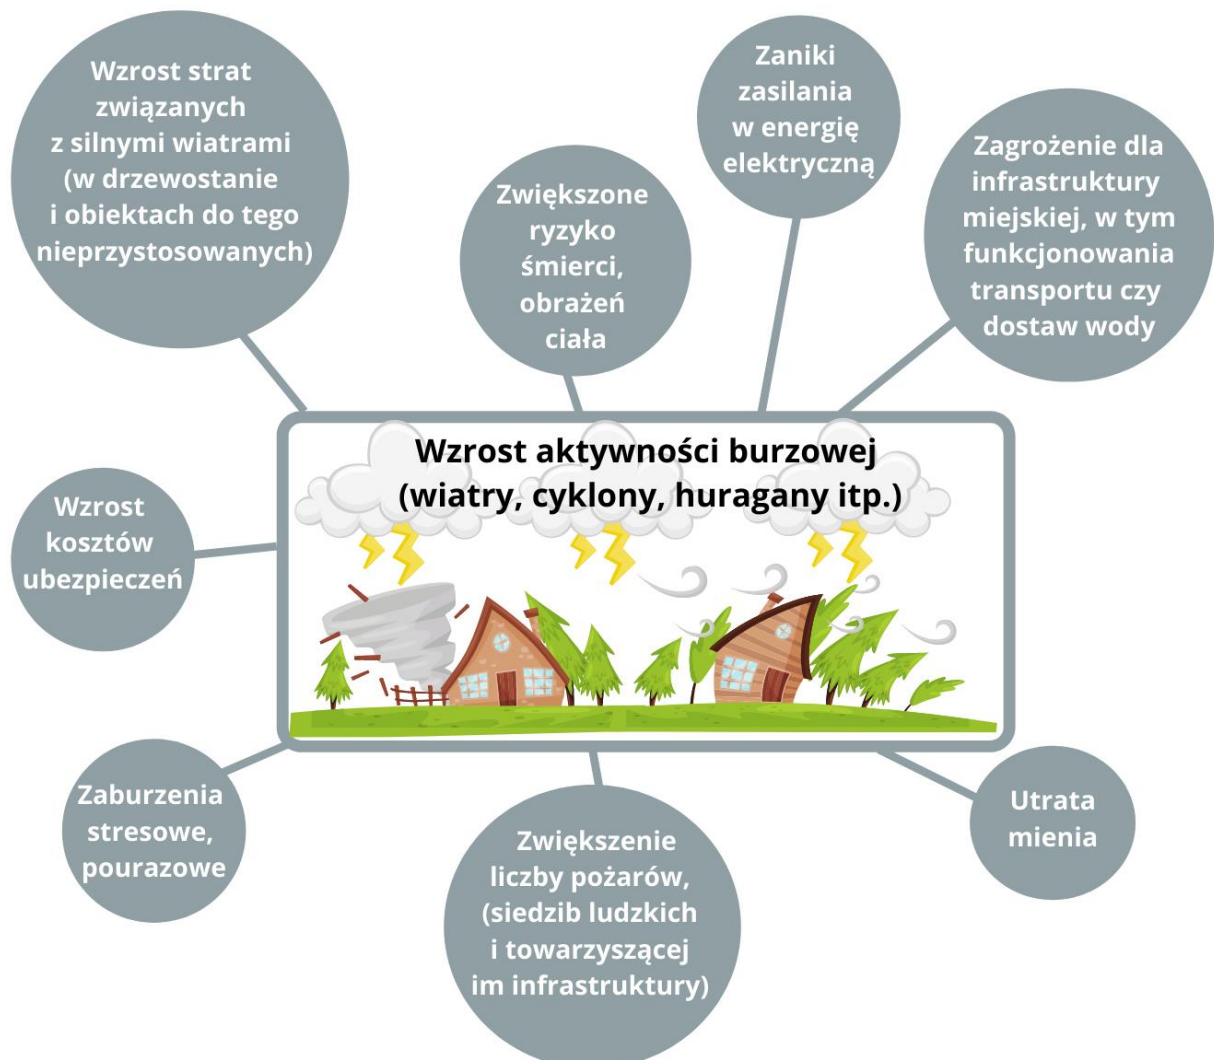 Wzrost strat
związanych
z silnymi wiatrami
(w drzewostanie
i obiektach do tego
nieprzystosowanych)
Zwiększone
ryzyko
śmierci,
obrażeń
ciała
Zaniki
zasilania
w energię
elektryczną
Zagrożenie dla
infrastruktury
miejskiej, w tym
funkcjonowania
transportu czy
dostaw wody
Wzrost aktywności burzowej
(wiatry, cyklony, huragany itp.)
Wzrost
kosztów
ubezpieczeń
Zaburzenia
stresowe,
pourazowe
Zwiększenie
liczby pożarów,
(siedzib ludzkich
i towarzyszącej
im infrastruktury)
Utrata
mienia